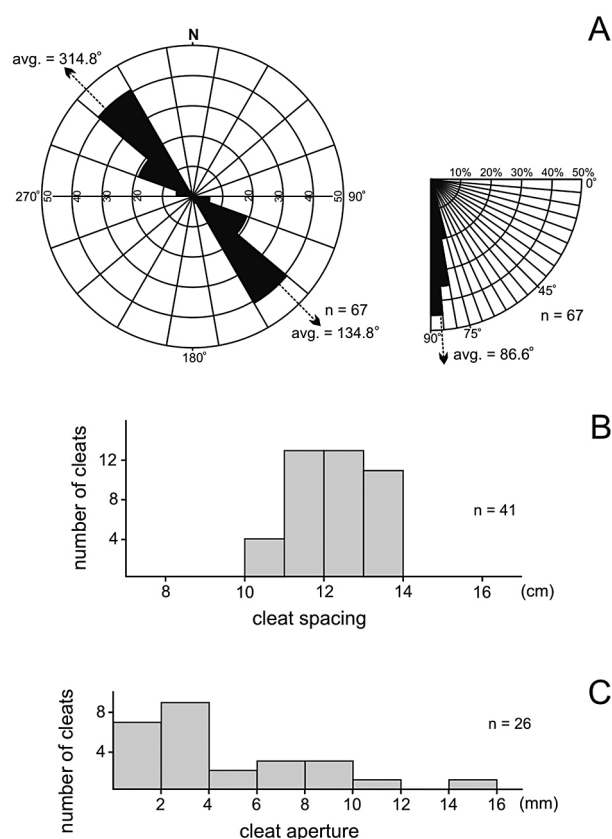 A
N
avg. = 314.8°
270° 50 40 30 20 20 30 40 50 90°
n = 67
avg. = 134.8°
180°
10% 20% 30% 40% 50%
0°
45°
n = 67
75°
90°
avg. = 86.6°
B
number of cleats
12
8
4
n = 41
8 10 12 14 16 (cm)
cleat spacing
C
number of cleats
8
4
n = 26
2 4 6 8 10 12 14 16 (mm)
cleat aperture